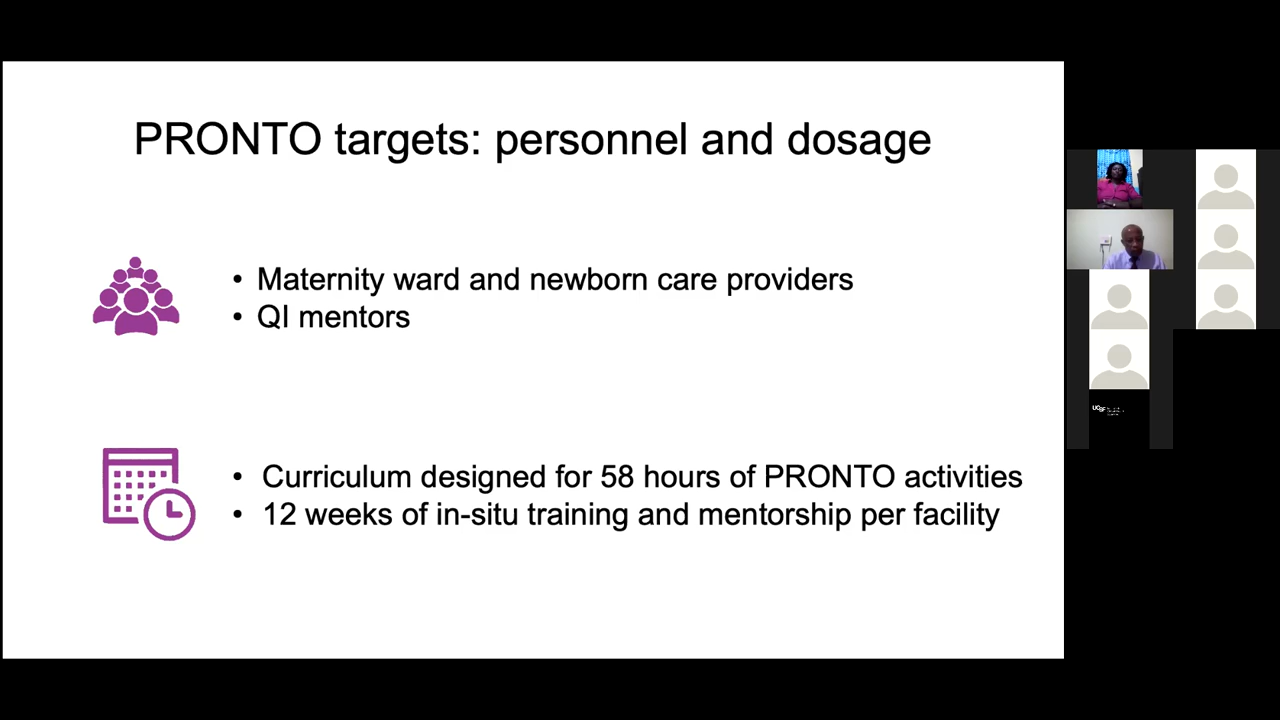 PRONTO targets: personnel and dosage
• Maternity ward and newborn care providers
• QI mentors
• Curriculum designed for 58 hours of PRONTO activities
• 12 weeks of in-situ training and mentorship per facility
UCSF